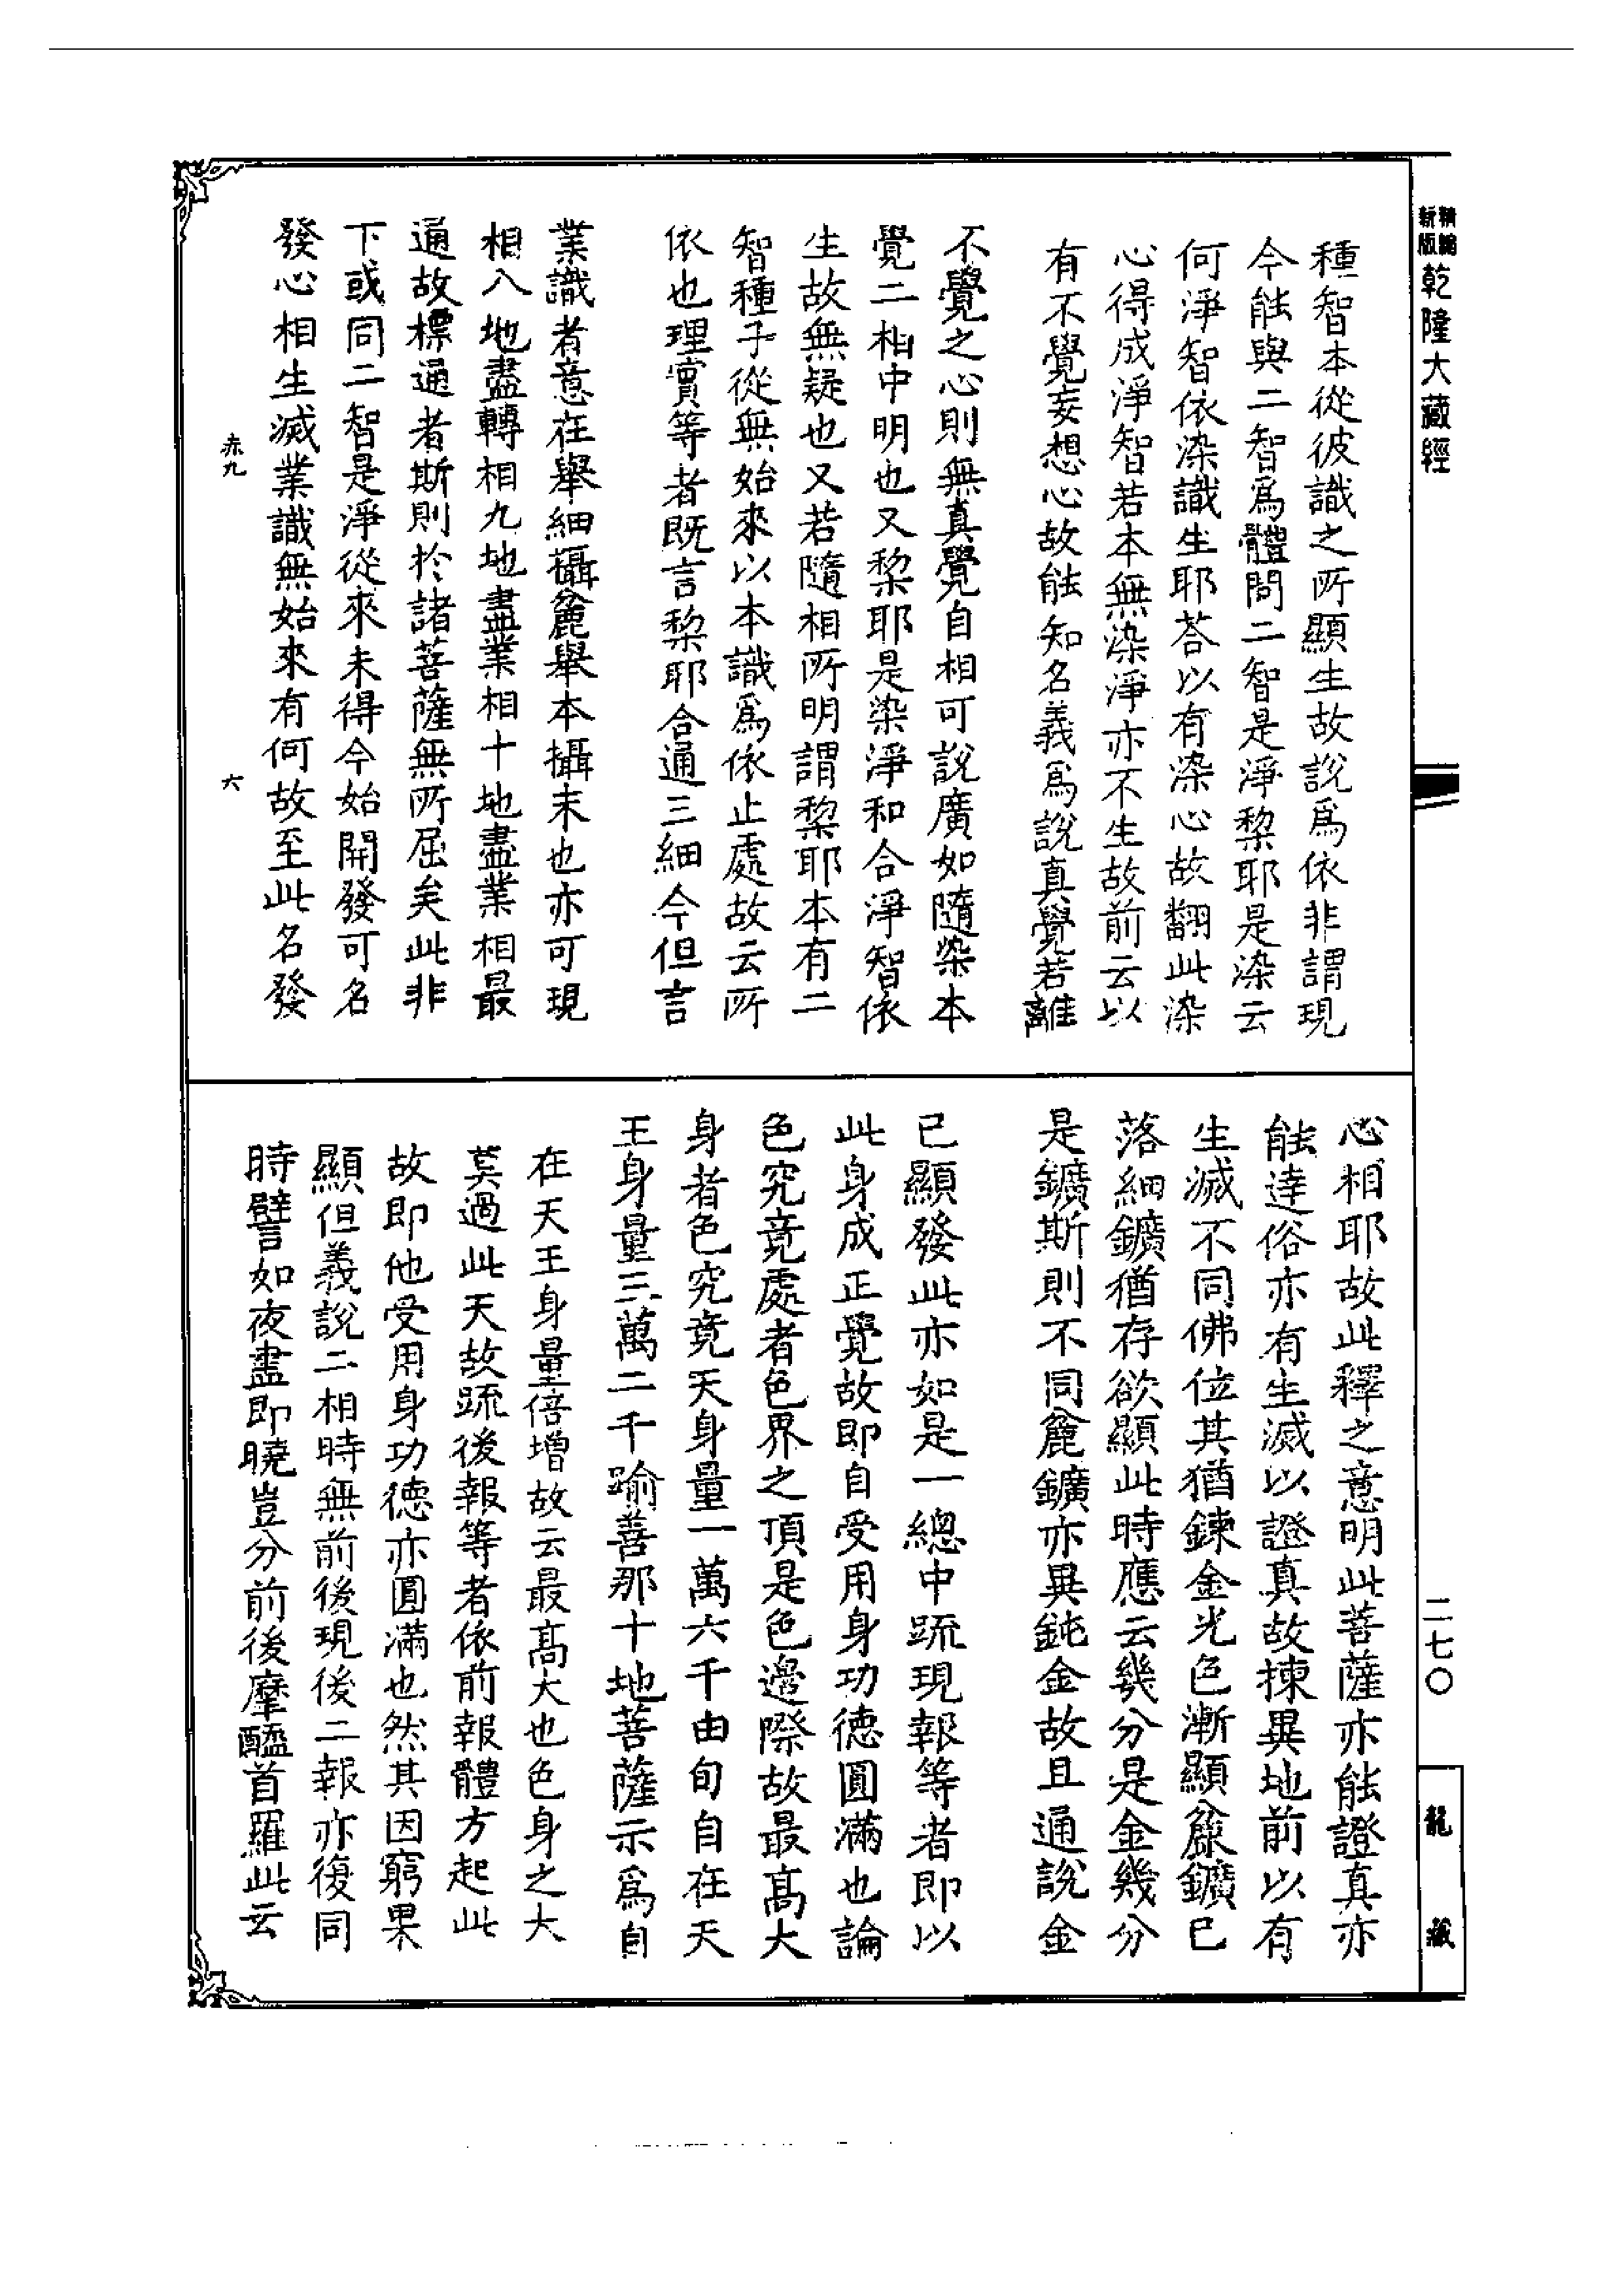 新版精縮乾隆大藏經
種智本從彼識之所顯生故說爲依非謂現
今能與二智爲體問二智是淨棃耶是染云
何淨智依染識生耶荅以有染心故翻此染
心得成淨智若本無染淨亦不生故前云以
有不覺妄想心故能知名義爲說真覺若離
不覺之心則無真覺自相可說廣如隨染本
覺二相中明也又棃耶是染淨和合淨智依
生故無疑也又若隨相所明謂棃耶本有二
智種子從無始來以本識爲依止處故云所
依也理實等者既言棃耶合通三細今但言
業識者意在舉細攝麄舉本攝末也亦可現
相八地盡轉相九地盡業相十地盡業相最
通故標通者斯則於諸菩薩無所屈矣此非
下或同二智是淨從來未得今始開發可名
發心相生滅業識無始來有何故至此名發
赤九
六
心相耶故此釋之意明此菩薩亦能證真亦
能達俗亦有生滅以證真故揀異地前以有
生滅不同佛位其猶鍊金光色漸顯麄鑛已
落細鑛猶存欲顯此時應云幾分是金幾分
是鑛斯則不同麄鑛亦異鈍金故且通說金
已顯發此亦如是一總中䟽現報等者即以
此身成正覺故即自受用身功德圓滿也論
色究竟處者色界之頂是色邊際故最髙大
身者色究竟天身量一萬六千由旬自在天
王身量三萬二千踰善那十地菩薩示爲自
在天王身量倍增故云最髙大也色身之大
莫過此天故䟽後報等者依前報體方起此
故即他受用身功德亦圓滿也然其因窮果
顯但義說二相時無前後現後二報亦復同
時譬如夜盡即曉豈分前後摩醯首羅此云
二七〇
龍藏